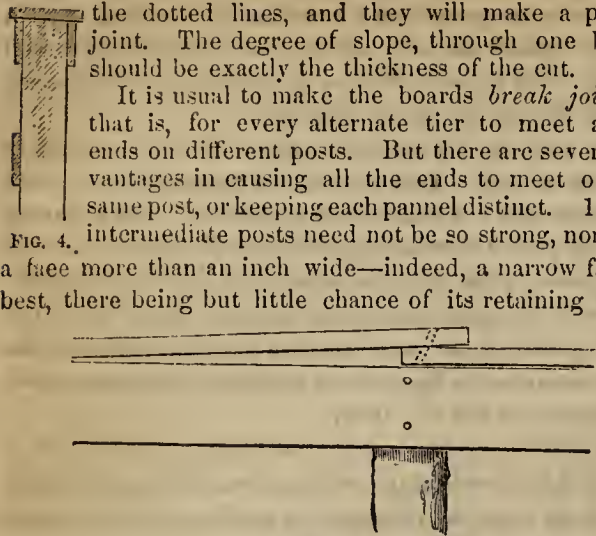 the dotted lines, and they will make a p
joint. The degree of slope, through one b
should be exactly the thickness of the cut.
It is usual to make the boards break joi
that is, for every alternate tier to meet a
ends on different posts. But there are sever
vantages in causing all the ends to meet o
same post, or keeping each pannel distinct. 1
FIG. 4. intermediate posts need not be so strong, nor
a face more than an inch wide—indeed, a narrow f
best, there being but little chance of its retaining